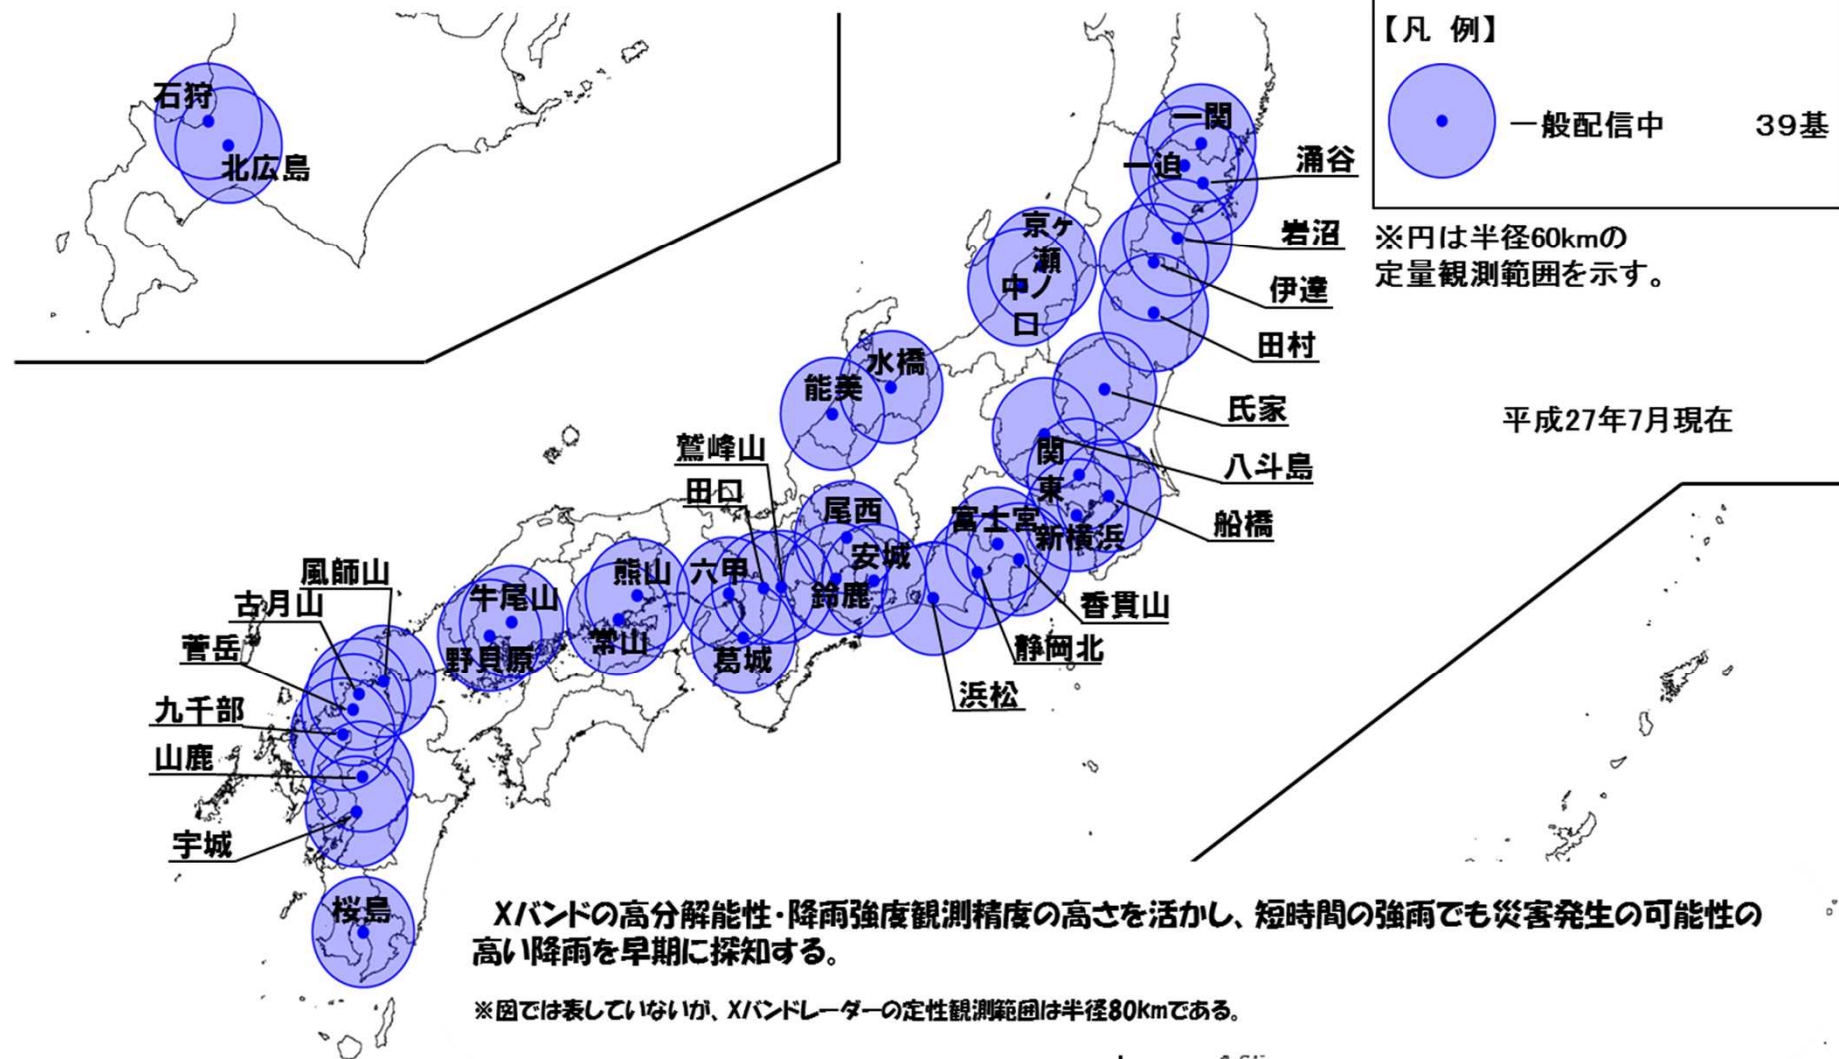 【凡 例】
一般配信中 39基
※円は半径60kmの
定量観測範囲を示す。
平成27年7月現在
石狩
北広島
一関
一迫
涌谷
岩沼
伊達
田村
京ヶ
瀬
中ノ
口
水橋
能美
氏家
八斗島
関
東
船橋
新横浜
富士宮
香貫山
静岡北
浜松
鷲峰山
田口
尾西
安城
鈴鹿
六甲
葛城
熊山
常山
牛尾山
野貝原
風師山
古月山
菅岳
九千部
山鹿
宇城
桜島
Xバンドの高分解能性・降雨強度観測精度の高さを活かし、短時間の強雨でも災害発生の可能性の
高い降雨を早期に探知する。
※図では表していないが、Xバンドレーダーの定性観測範囲は半径80kmである。